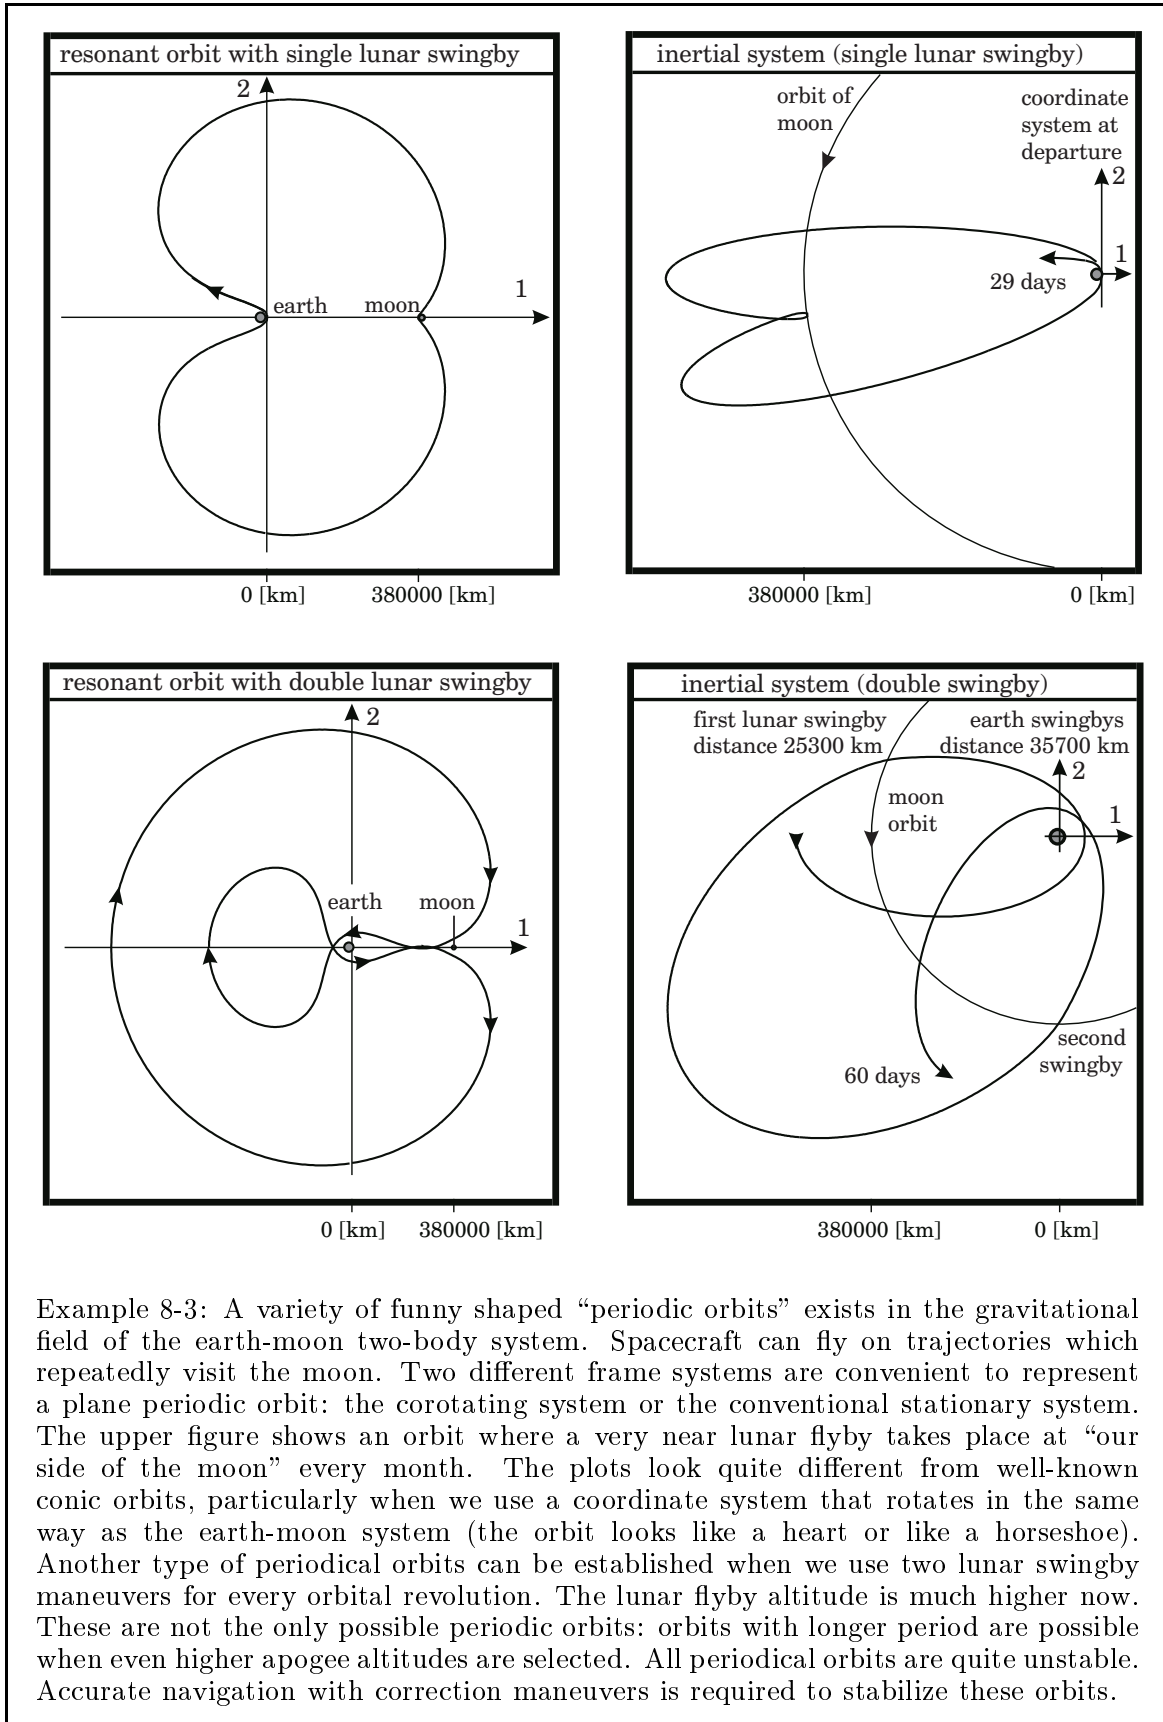 resonant orbit with single lunar swingby
2
earth
moon
1
0 [km]
380000 [km]
inertial system (single lunar swingby)
orbit of
moon
coordinate
system at
departure
2
1
29 days
380000 [km]
0 [km]
resonant orbit with double lunar swingby
2
earth
moon
1
0 [km]
380000 [km]
inertial system (double swingby)
first lunar swingby
distance 25300 km
earth swingbys
distance 35700 km
2
moon
orbit
1
second
swingby
60 days
380000 [km]
0 [km]
Example 8-3: A variety of funny shaped “periodic orbits” exists in the gravitational
field of the earth-moon two-body system. Spacecraft can fly on trajectories which
repeatedly visit the moon. Two different frame systems are convenient to represent
a plane periodic orbit: the corotating system or the conventional stationary system.
The upper figure shows an orbit where a very near lunar flyby takes place at “our
side of the moon” every month. The plots look quite different from well-known
conic orbits, particularly when we use a coordinate system that rotates in the same
way as the earth-moon system (the orbit looks like a heart or like a horseshoe).
Another type of periodical orbits can be established when we use two lunar swingby
maneuvers for every orbital revolution. The lunar flyby altitude is much higher now.
These are not the only possible periodic orbits: orbits with longer period are possible
when even higher apogee altitudes are selected. All periodical orbits are quite unstable.
Accurate navigation with correction maneuvers is required to stabilize these orbits.